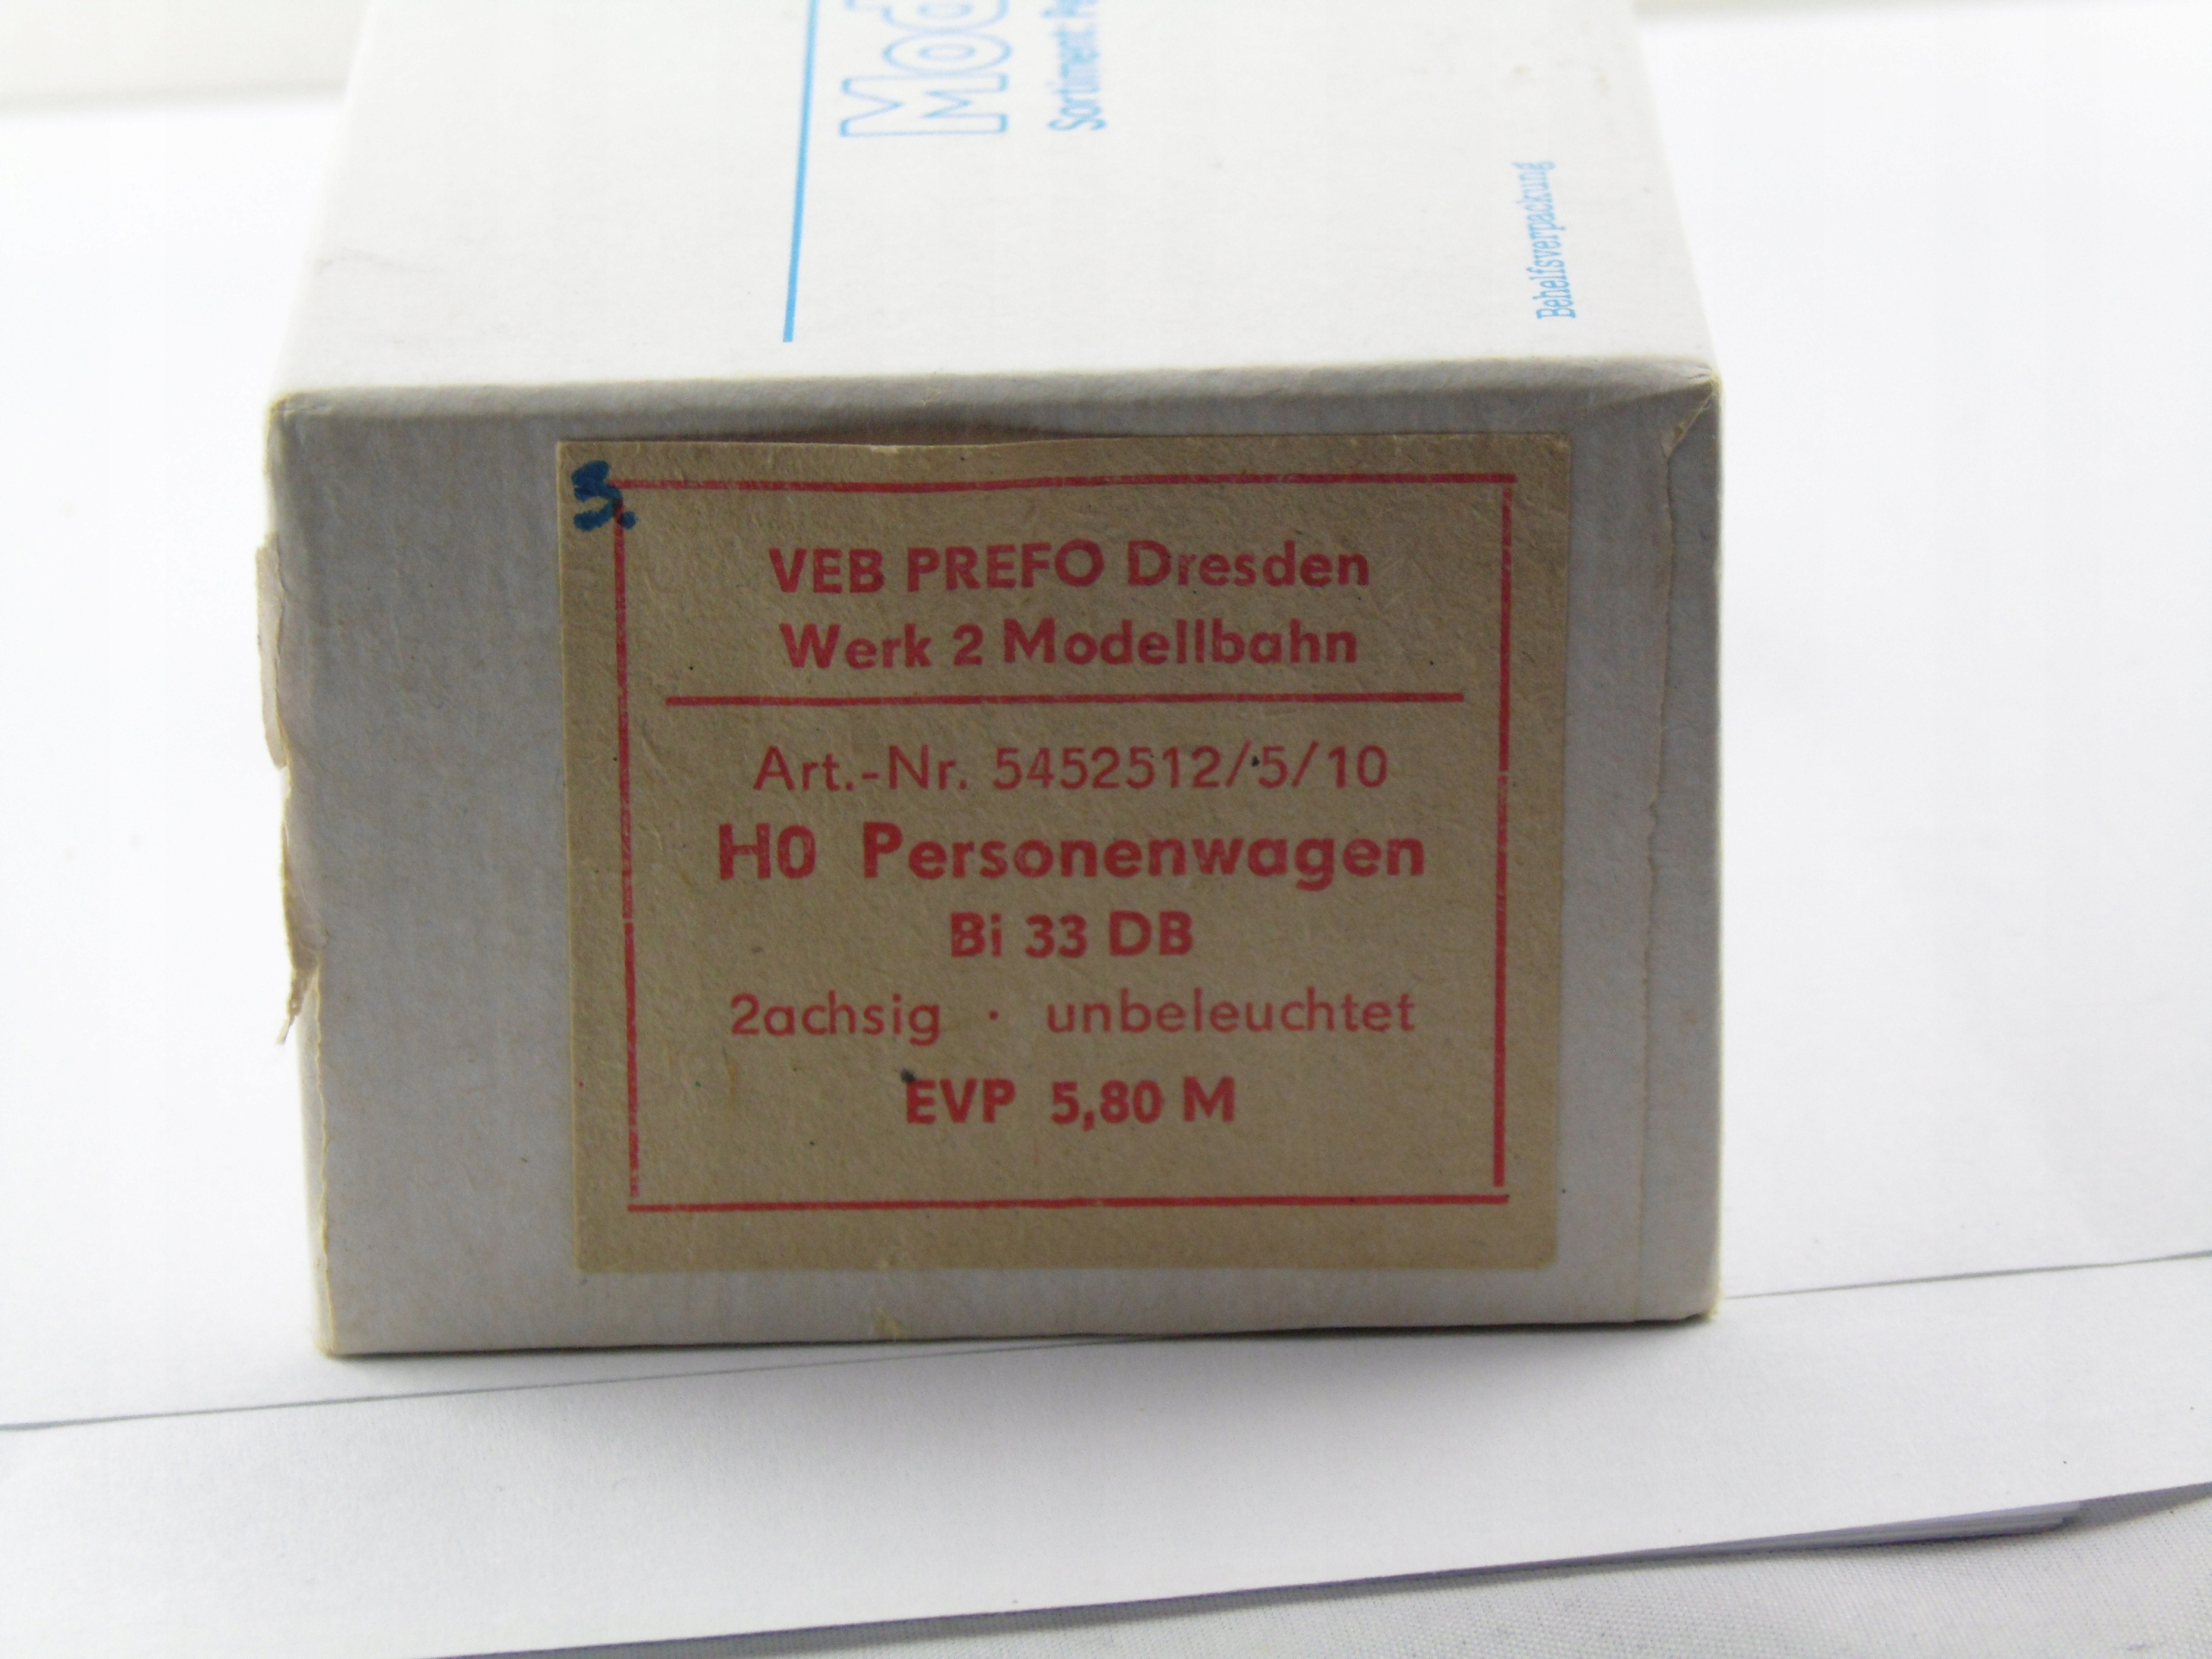 Mod
Sortiment: Pe
Behelfsverpackung
3.
VEB PREFO Dresden
Werk 2 Modellbahn
Art.-Nr. 5452512/5/10
H0 Personenwagen
Bi 33 DB
2achsig · unbeleuchtet
EVP 5,80 M